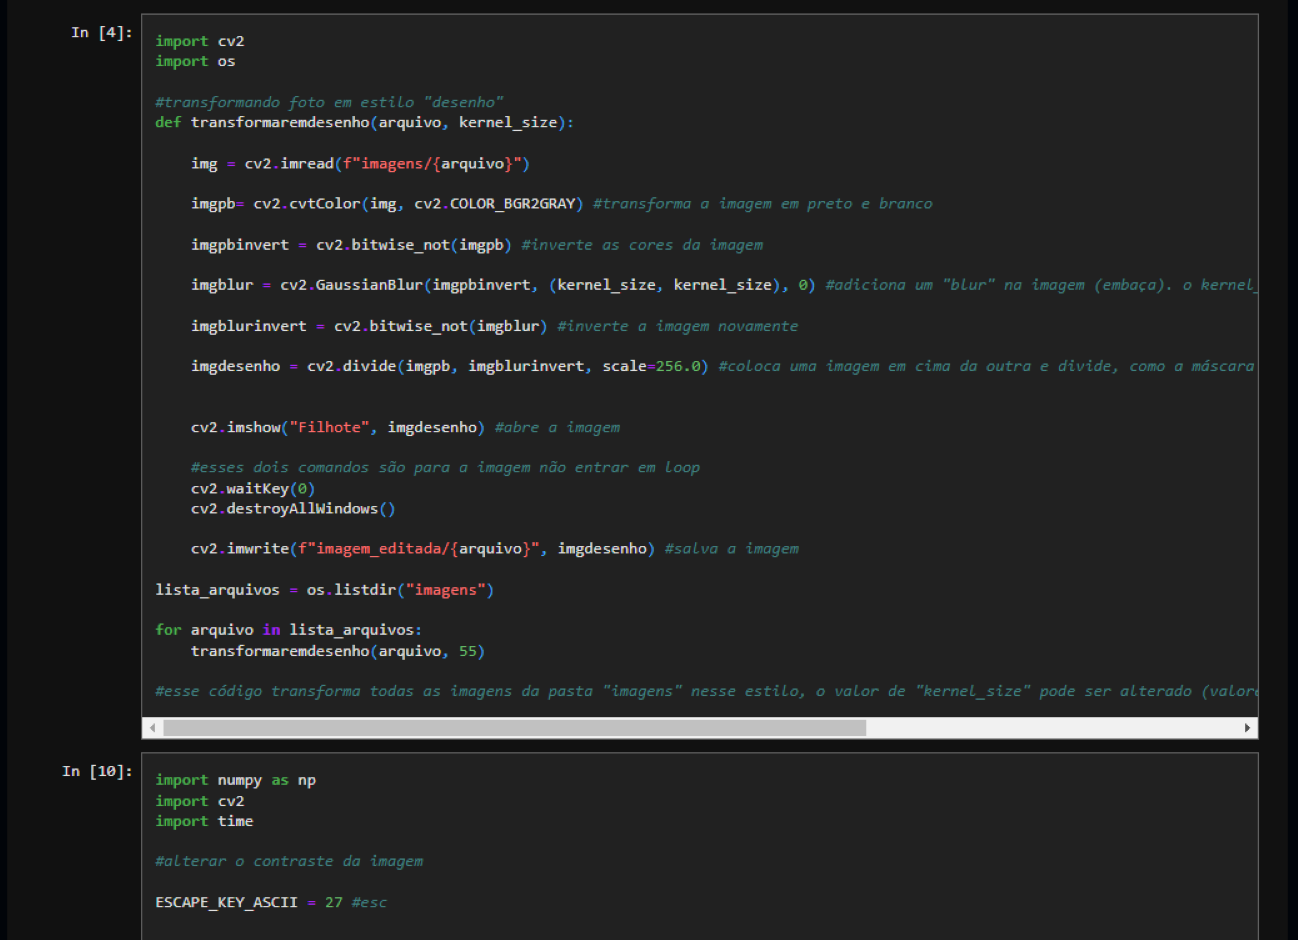 In [4]:
import cv2
import os
#transformando foto em estilo "desenho"
def transformaremdesenho(arquivo, kernel_size):
img = cv2.imread(f"imagens/{arquivo}")
imgpb= cv2.cvtColor(img, cv2.COLOR_BGR2GRAY) #transforma a imagem em preto e branco
imgpbinvert = cv2.bitwise_not(imgpb) #inverte as cores da imagem
imgblur = cv2.GaussianBlur(imgpbinvert, (kernel_size, kernel_size), 0) #adiciona um "blur" na imagem (embaça). o kernel_
imgblurinvert = cv2.bitwise_not(imgblur) #inverte a imagem novamente
imgdesenho = cv2.divide(imgpb, imgblurinvert, scale=256.0) #coloca uma imagem em cima da outra e divide, como a máscara
cv2.imshow("Filhote", imgdesenho) #abre a imagem
#esses dois comandos são para a imagem não entrar em loop
cv2.waitKey(0)
cv2.destroyAllWindows()
cv2.imwrite(f"imagem_editada/{arquivo}", imgdesenho) #salva a imagem
lista_arquivos = os.listdir("imagens")
for arquivo in lista_arquivos:
transformaremdesenho(arquivo, 55)
#esse código transforma todas as imagens da pasta "imagens" nesse estilo, o valor de "kernel_size" pode ser alterado (valor
In [10]:
import numpy as np
import cv2
import time
#alterar o contraste da imagem
ESCAPE_KEY_ASCII = 27 #esc